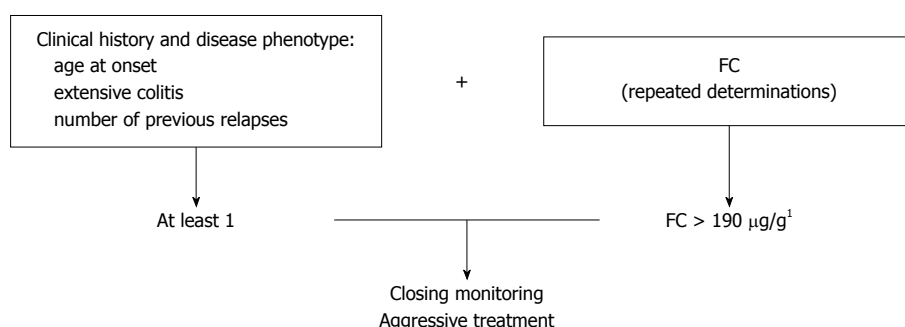 Clinical history and disease phenotype:
age at onset
extensive colitis
number of previous relapses
+
FC
(repeated determinations)
At least 1
FC > 190 μg/g¹
Closing monitoring
Aggressive treatment